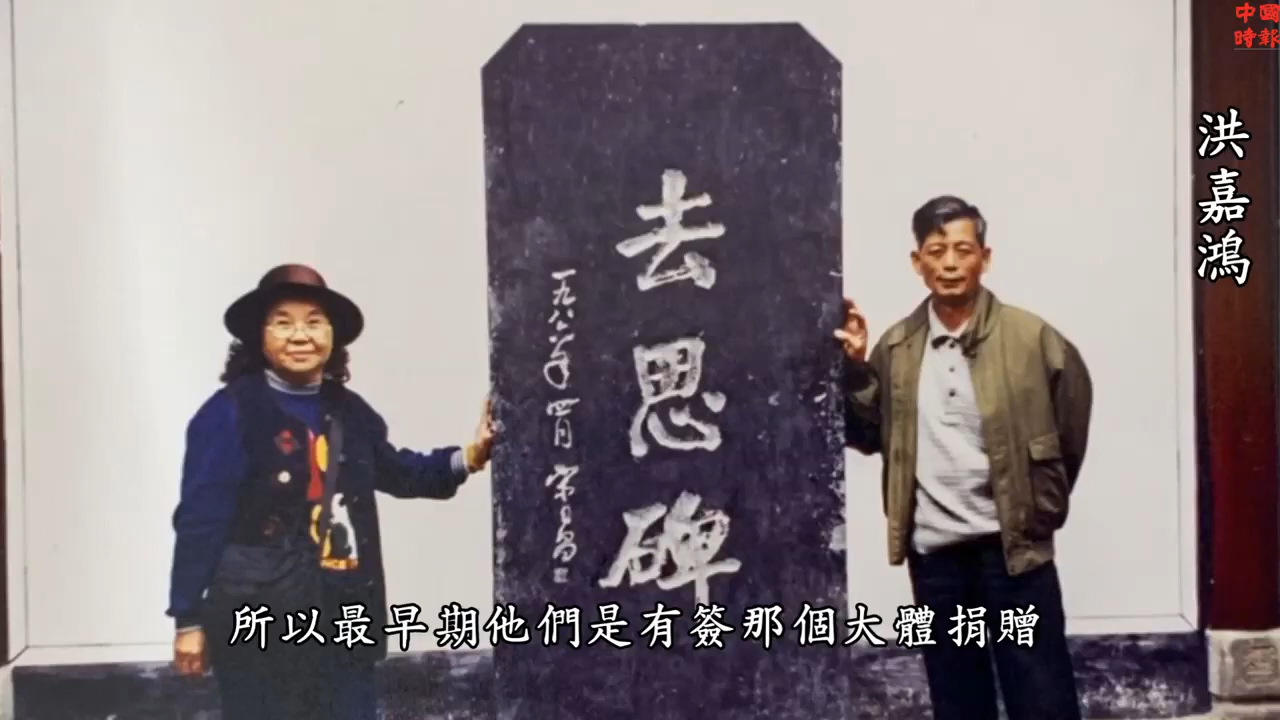 中國
時報
洪嘉鴻
去思碑
一九八六年四月
所以最早期他們是有簽那個大體捐贈